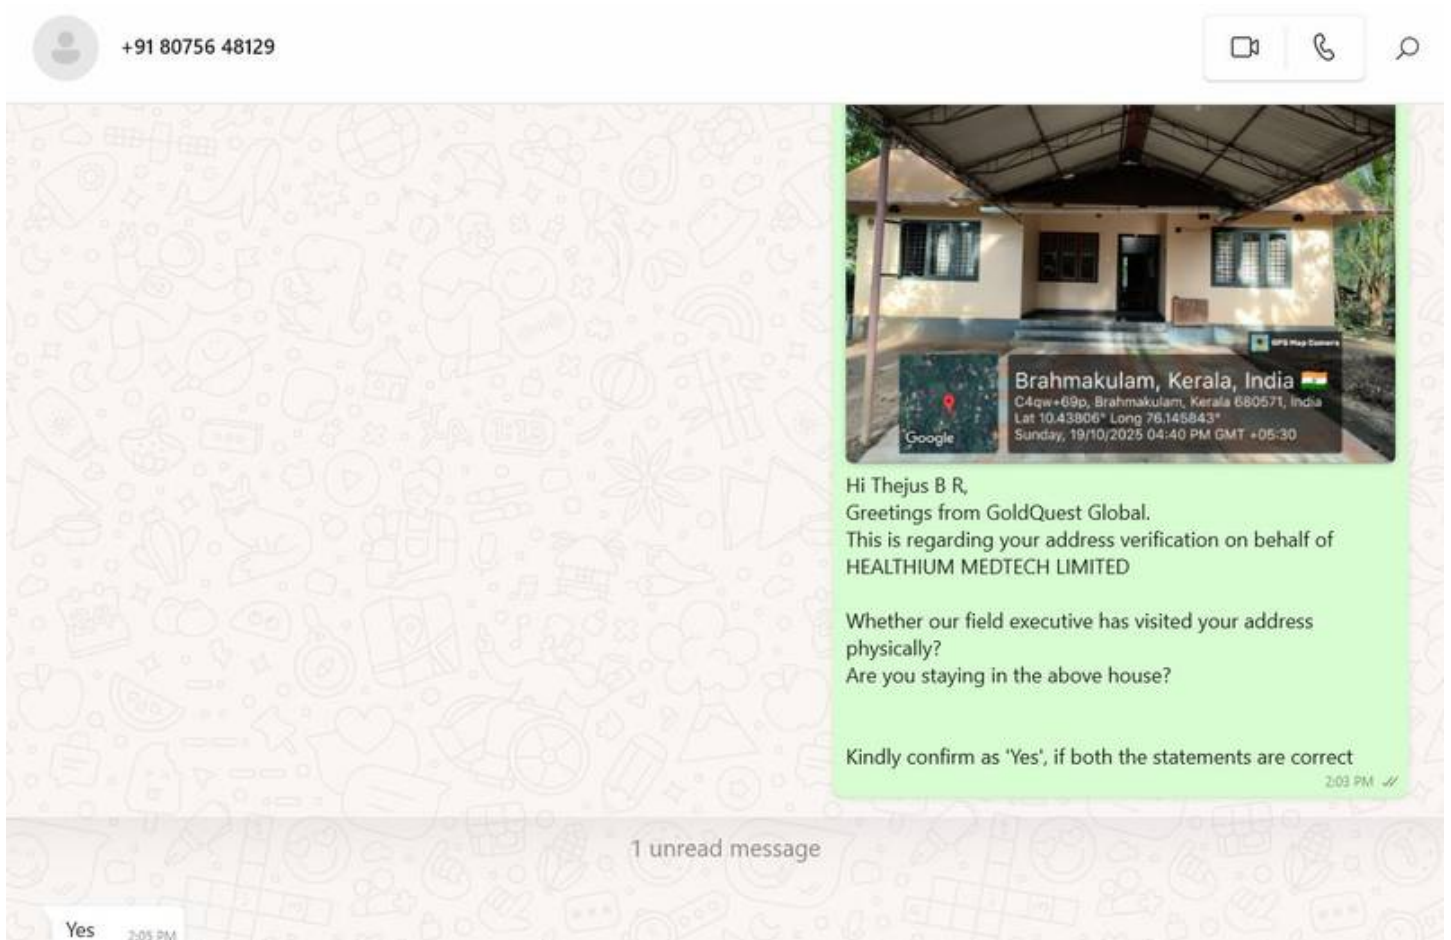 +91 80756 48129
GPS Map Camera
Brahmakulam, Kerala, India
C4qw+69p, Brahmakulam, Kerala 680571, India
Lat 10.43806° Long 76.145843°
Sunday, 19/10/2025 04:40 PM GMT +05:30
Google
Hi Thejus B R,
Greetings from GoldQuest Global.
This is regarding your address verification on behalf of
HEALTHIUM MEDTECH LIMITED
Whether our field executive has visited your address
physically?
Are you staying in the above house?
Kindly confirm as 'Yes', if both the statements are correct
2:03 PM
1 unread message
Yes
2:05 PM